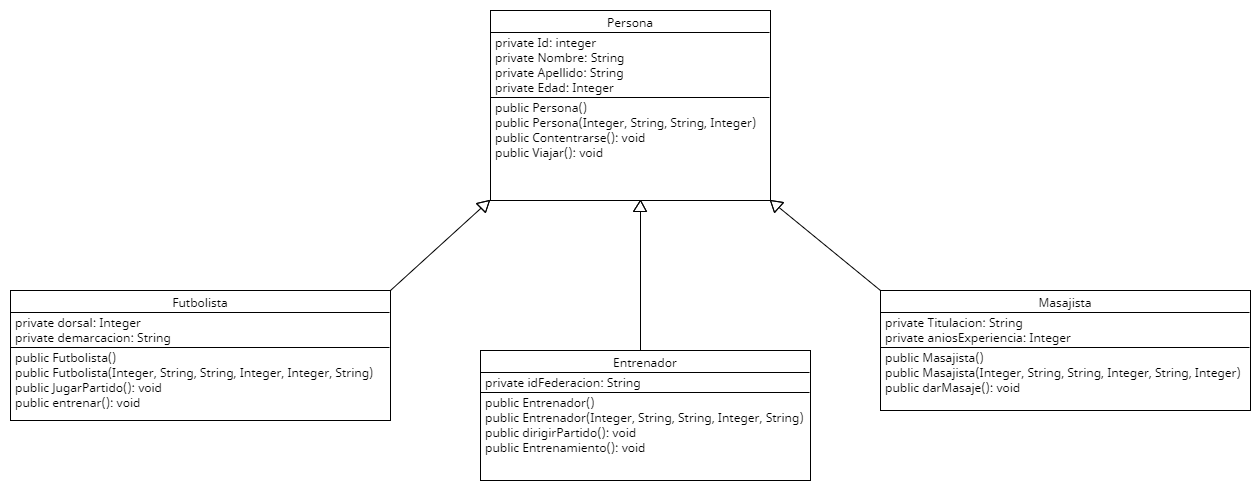 Persona
private Id: integer
private Nombre: String
private Apellido: String
private Edad: Integer
public Persona()
public Persona(Integer, String, String, Integer)
public Contentrarse(): void
public Viajar(): void
Futbolista
private dorsal: Integer
private demarcacion: String
public Futbolista()
public Futbolista(Integer, String, String, Integer, Integer, String)
public JugarPartido(): void
public entrenar(): void
Entrenador
private idFederacion: String
public Entrenador()
public Entrenador(Integer, String, String, Integer, String)
public dirigirPartido(): void
public Entrenamiento(): void
Masajista
private Titulacion: String
private aniosExperiencia: Integer
public Masajista()
public Masajista(Integer, String, String, Integer, String, Integer)
public darMasaje(): void